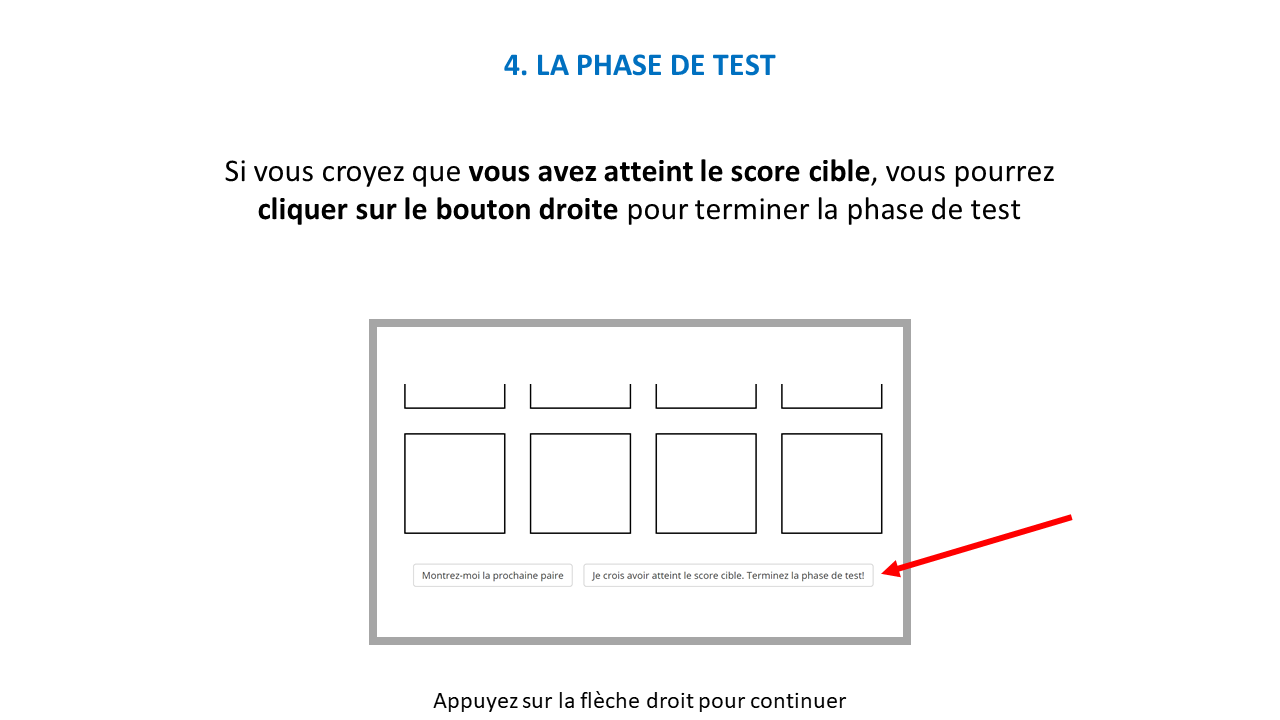 4. LA PHASE DE TEST
Si vous croyez que vous avez atteint le score cible, vous pourrez
cliquer sur le bouton droite pour terminer la phase de test
Montrez-moi la prochaine paire
Je crois avoir atteint le score cible. Terminez la phase de test!
Appuyez sur la flèche droit pour continuer